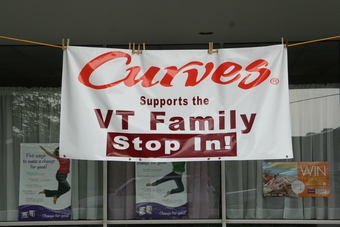 Curves®
Supports the
VT Family
Stop In!
WIN